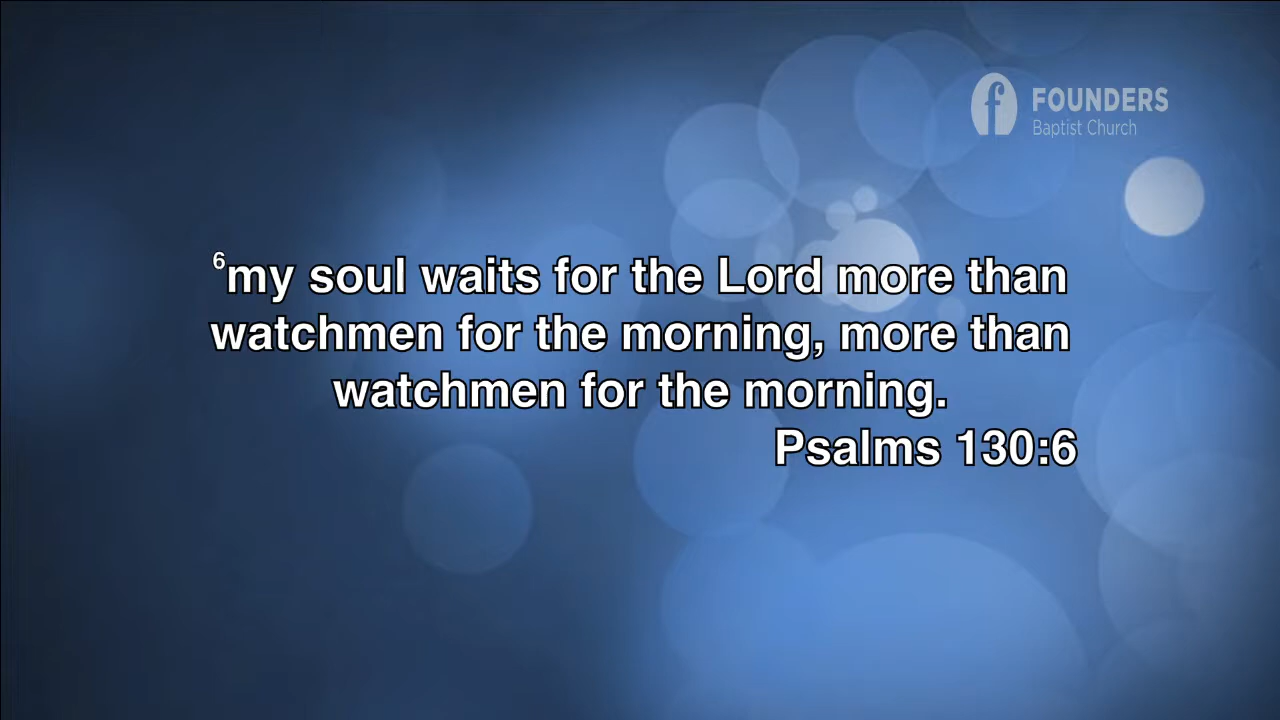 FOUNDERS
Baptist Church
6my soul waits for the Lord more than
watchmen for the morning, more than
watchmen for the morning.
Psalms 130:6